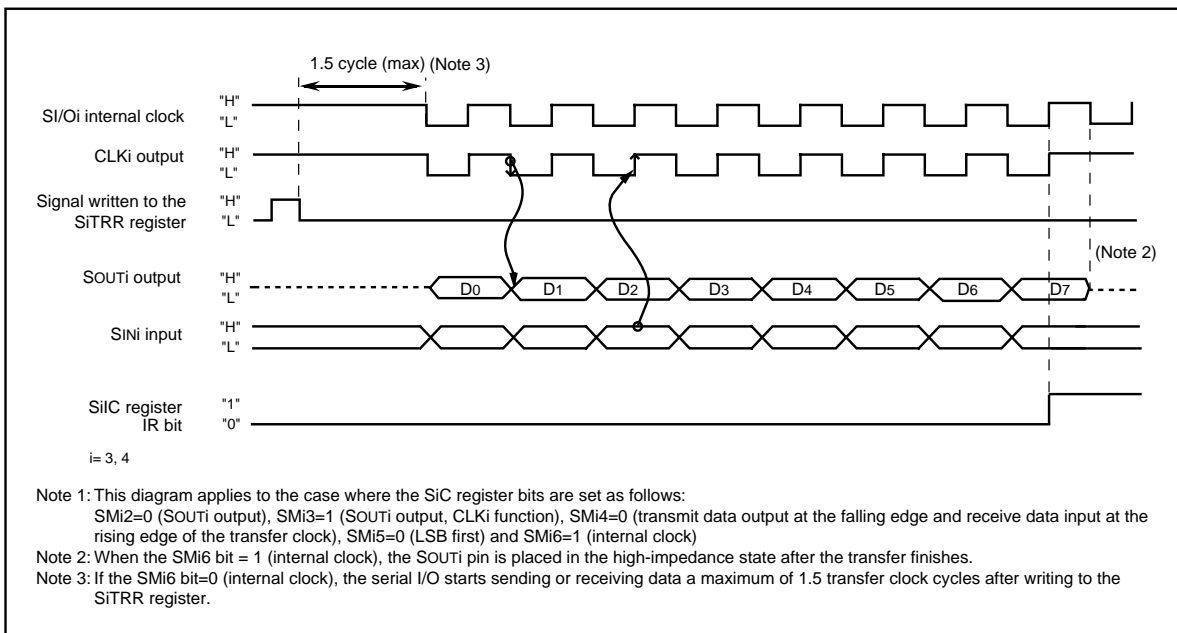 1.5 cycle (max) (Note 3)
SI/Oi internal clock "H" "L"
CLKi output "H" "L"
Signal written to the SiTRR register "H" "L"
(Note 2)
SOUTi output "H" "L" D0 D1 D2 D3 D4 D5 D6 D7
SINi input "H" "L"
SiIC register IR bit "1" "0"
i= 3, 4
Note 1: This diagram applies to the case where the SiC register bits are set as follows:
SMi2=0 (SOUTi output), SMi3=1 (SOUTi output, CLKi function), SMi4=0 (transmit data output at the falling edge and receive data input at the
rising edge of the transfer clock), SMi5=0 (LSB first) and SMi6=1 (internal clock)
Note 2: When the SMi6 bit = 1 (internal clock), the SOUTi pin is placed in the high-impedance state after the transfer finishes.
Note 3: If the SMi6 bit=0 (internal clock), the serial I/O starts sending or receiving data a maximum of 1.5 transfer clock cycles after writing to the
SiTRR register.